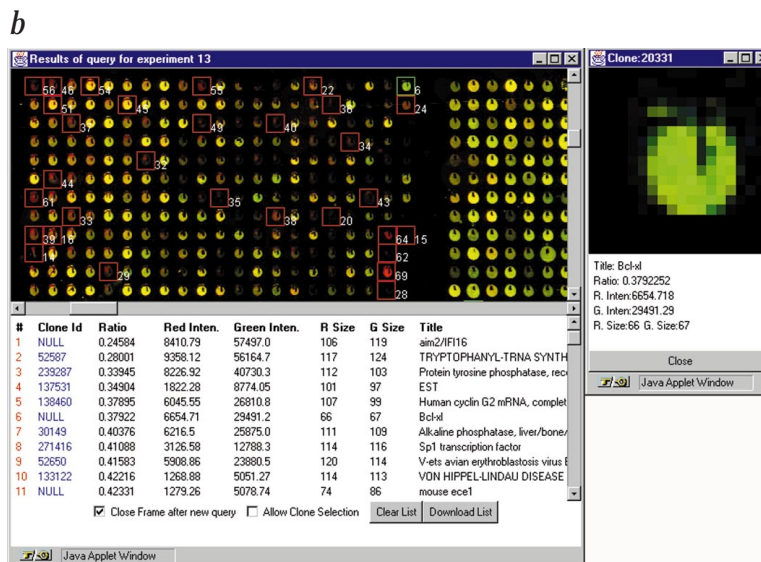 b
Results of query for experiment 13
56 46 54 55 22 6
51 45 36 24
37 49 40
34
32
44
61 35 43
33 38 20
39 16 64 15
14 62
29 69
28
# Clone Id Ratio Red Inten. Green Inten. R Size G Size Title
1 NULL 0.24584 8410.79 57497.0 106 119 aim2/IFI16
2 52587 0.28001 9358.12 56164.7 117 124 TRYPTOPHANYL-TRNA SYNTH
3 239287 0.33945 8226.92 40730.3 112 103 Protein tyrosine phosphatase, rec
4 137531 0.34904 1822.28 8774.05 101 97 EST
5 138460 0.37895 6045.55 26810.8 107 99 Human cyclin G2 mRNA, complet
6 NULL 0.37922 6654.71 29491.2 66 67 Bcl-xl
7 30149 0.40376 6216.5 25875.0 111 109 Alkaline phosphatase, liver/bone/
8 271416 0.41088 3126.58 12788.3 114 116 Sp1 transcription factor
9 52650 0.41583 5908.86 23880.5 120 114 V-ets avian erythroblastosis virus E
10 133122 0.42216 1268.88 5051.27 114 113 VON HIPPEL-LINDAU DISEASE
11 NULL 0.42331 1279.26 5078.74 74 86 mouse ece1
Close Frame after new query Allow Clone Selection Clear List Download List
Java Applet Window
Clone:20331
Title: Bcl-xl
Ratio: 0.3792252
R. Inten:6654.718
G. Inten:29491.29
R. Size:66 G. Size:67
Close
Java Applet Window